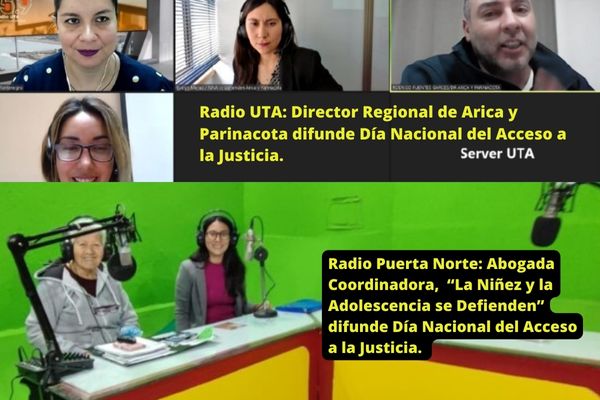 Radio UTA: Director Regional de Arica y
Parinacota difunde Día Nacional del Acceso a
la Justicia.
Server UTA
Radio Puerta Norte: Abogada
Coordinadora, “La Niñez y la
Adolescencia se Defienden”
difunde Día Nacional del Acceso
a la Justicia.